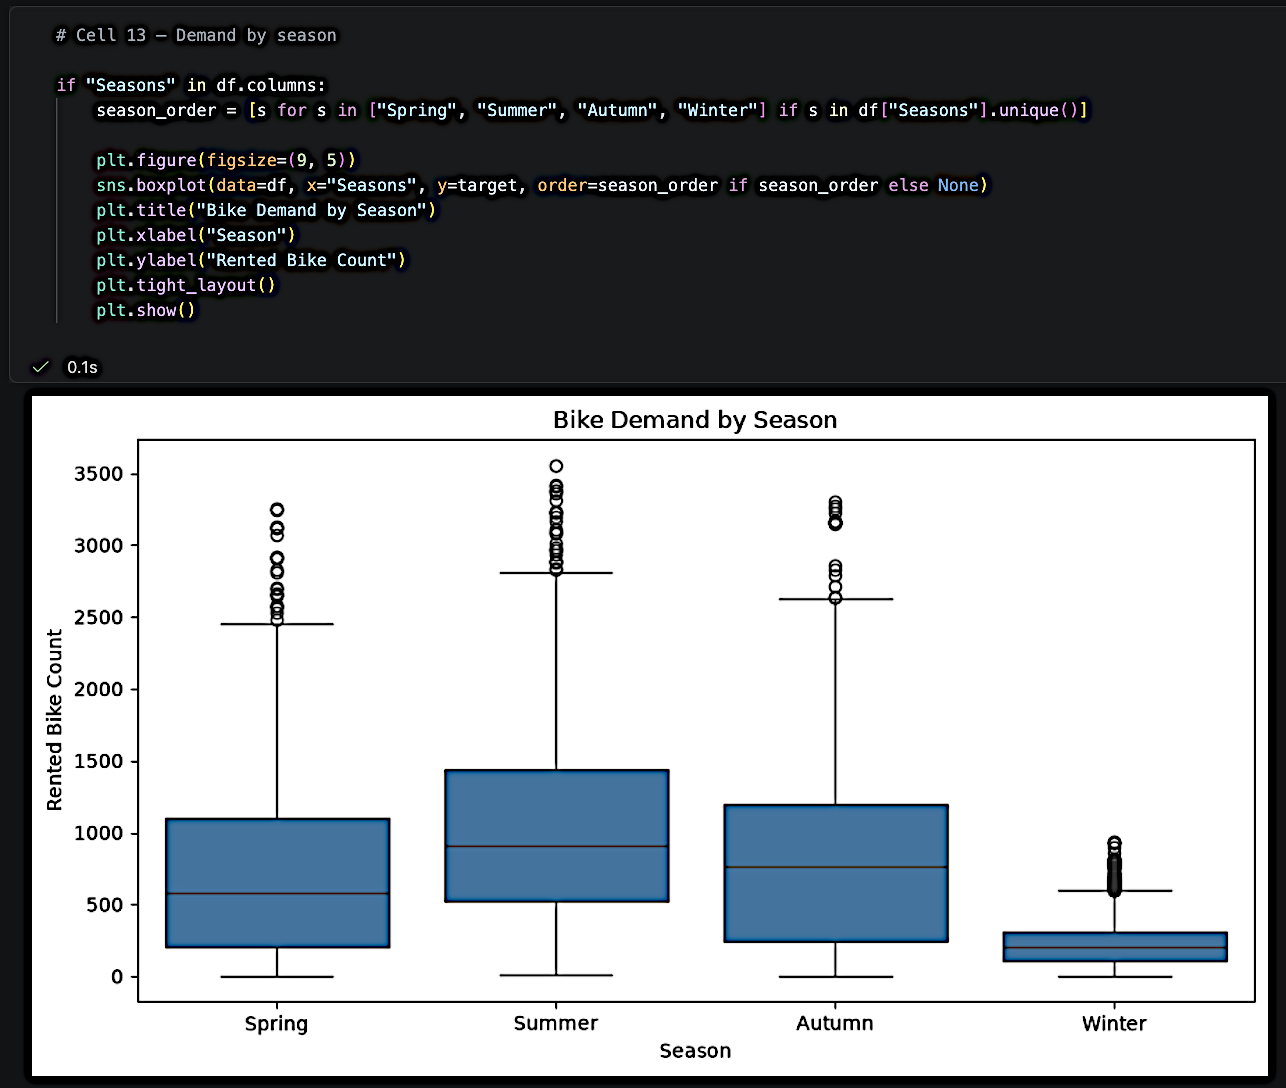 # Cell 13 — Demand by season
if "Seasons" in df.columns:
    season_order = [s for s in ["Spring", "Summer", "Autumn", "Winter"] if s in df["Seasons"].unique()]
    plt.figure(figsize=(9, 5))
    sns.boxplot(data=df, x="Seasons", y=target, order=season_order if season_order else None)
    plt.title("Bike Demand by Season")
    plt.xlabel("Season")
    plt.ylabel("Rented Bike Count")
    plt.tight_layout()
    plt.show()
0.1s
Bike Demand by Season
3500
3000
2500
2000
1500
1000
500
0
Rented Bike Count
Spring Summer Autumn Winter
Season